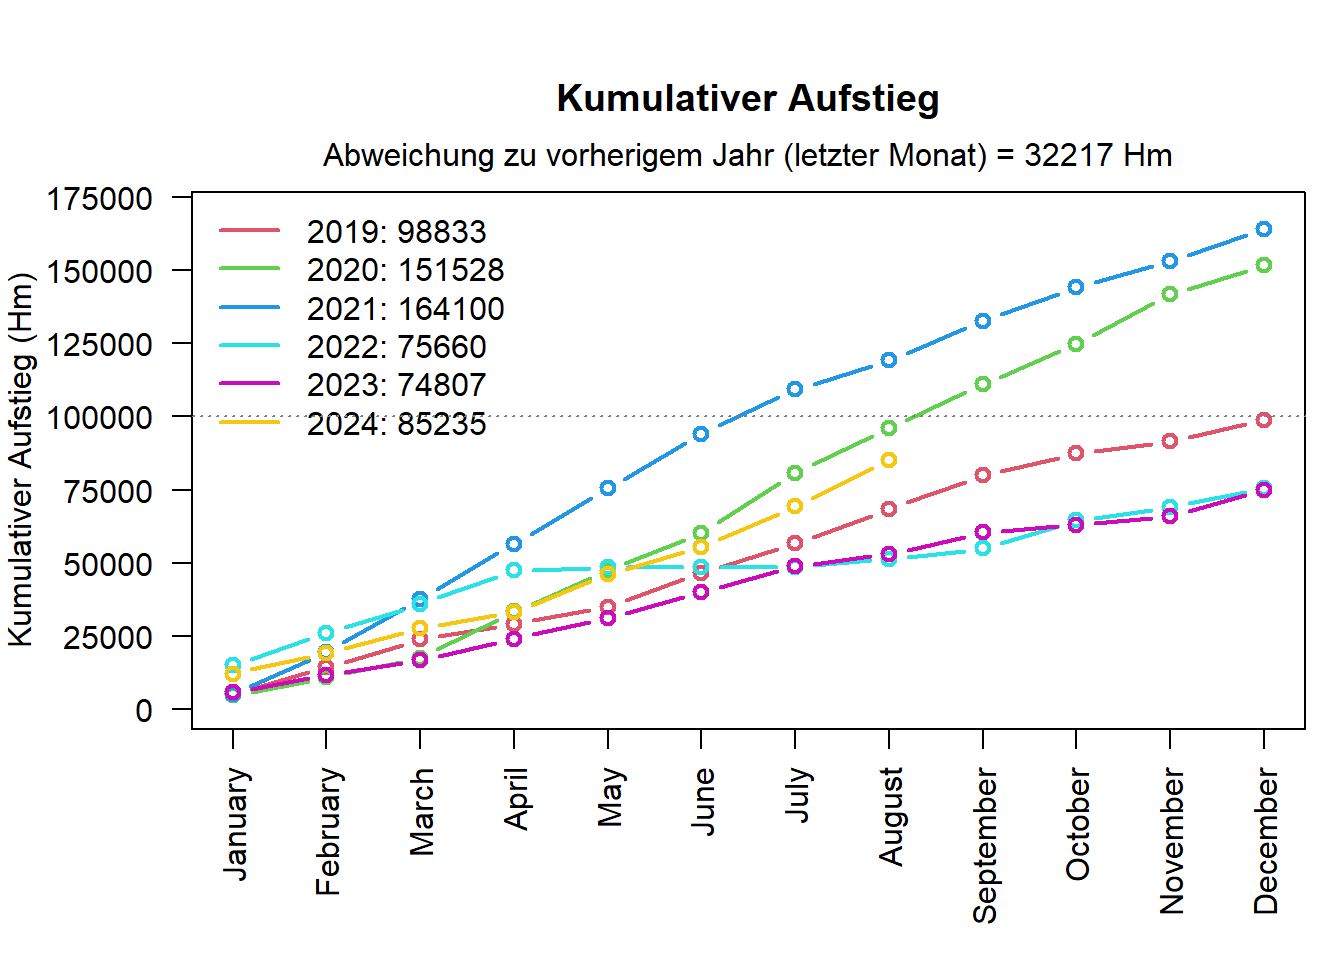 Kumulativer Aufstieg
Abweichung zu vorherigem Jahr (letzter Monat) = 32217 Hm
Kumulativer Aufstieg (Hm)
175000
150000
125000
100000
75000
50000
25000
0
2019: 98833
2020: 151528
2021: 164100
2022: 75660
2023: 74807
2024: 85235
January
February
March
April
May
June
July
August
September
October
November
December